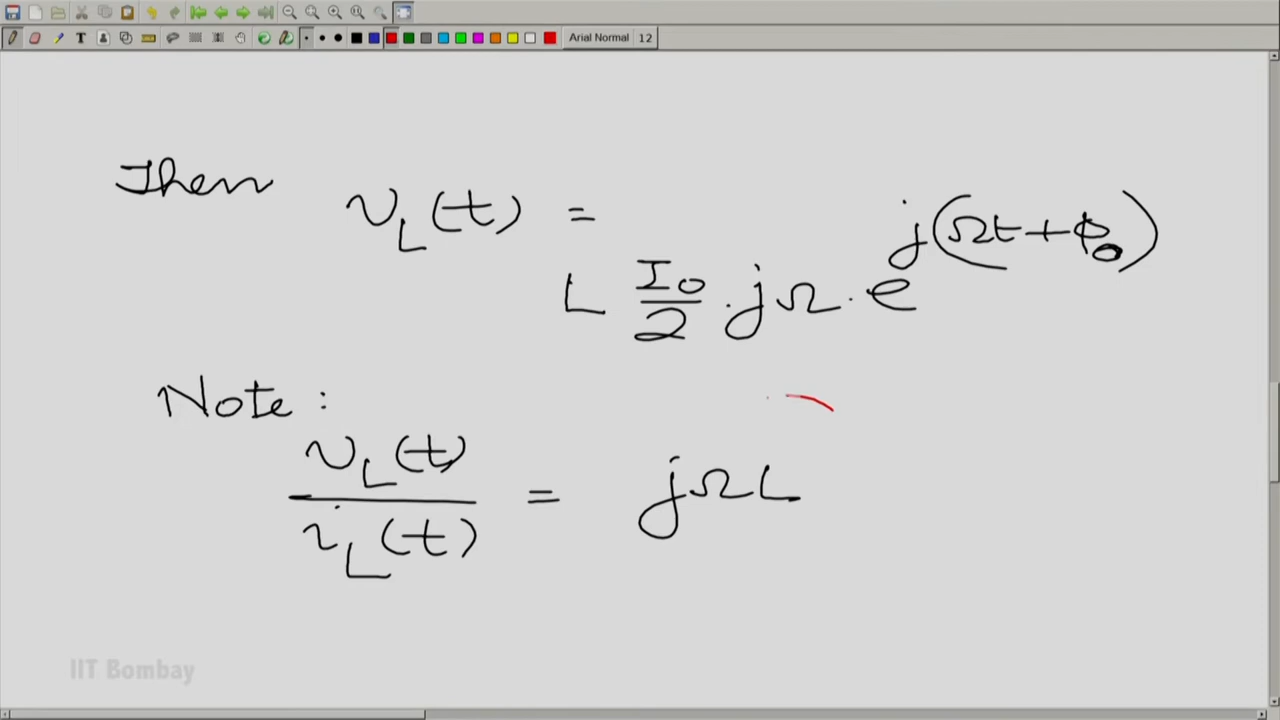 Arial Normal 12
Then v_L(t) =
L I_0/2 . jΩ . e^{j(Ωt+Φ_0)}
Note :
v_L(t)/i_L(t) = jΩL
IIT Bombay